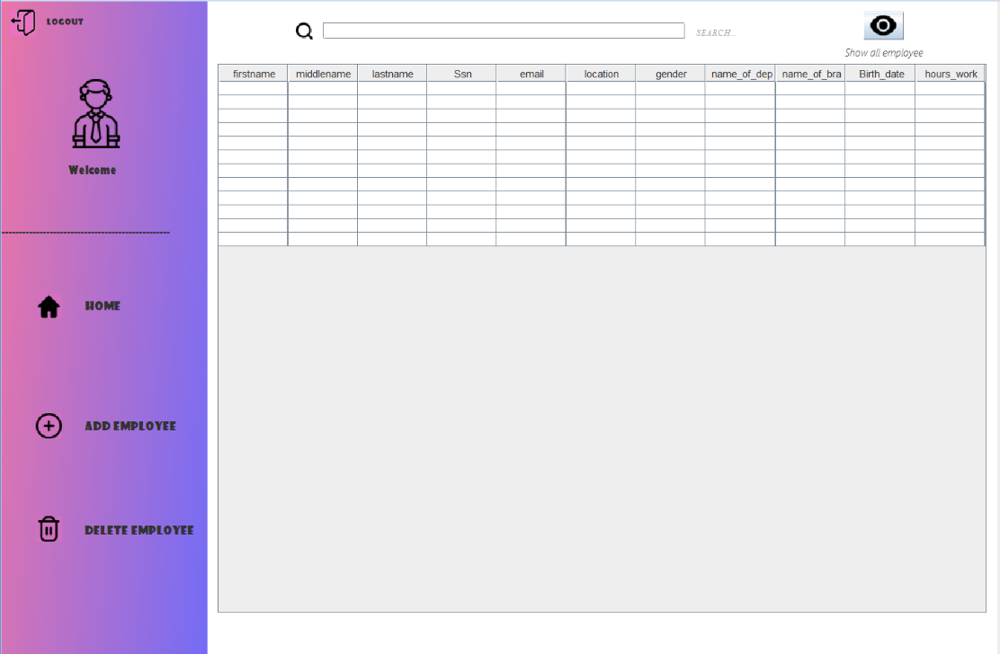 LOGOUT
Welcome
--------------------------------------------------
HOME
ADD EMPLOYEE
DELETE EMPLOYEE
SEARCH...
Show all employee
firstname middlename lastname Ssn email location gender name_of_dep name_of_bra Birth_date hours_work